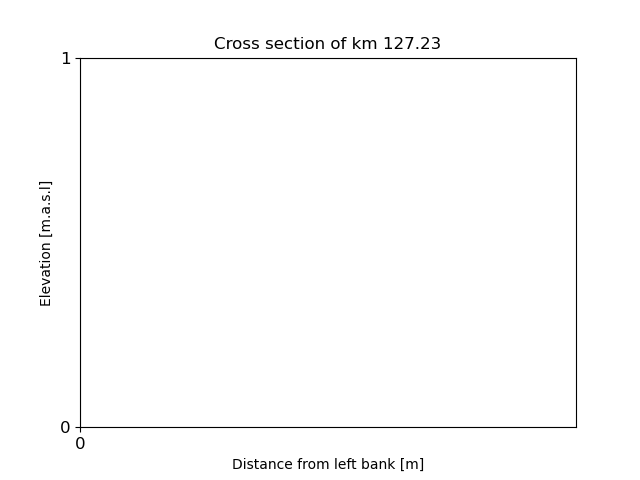 Cross section of km 127.23
1
Elevation [m.a.s.l]
0
0
Distance from left bank [m]